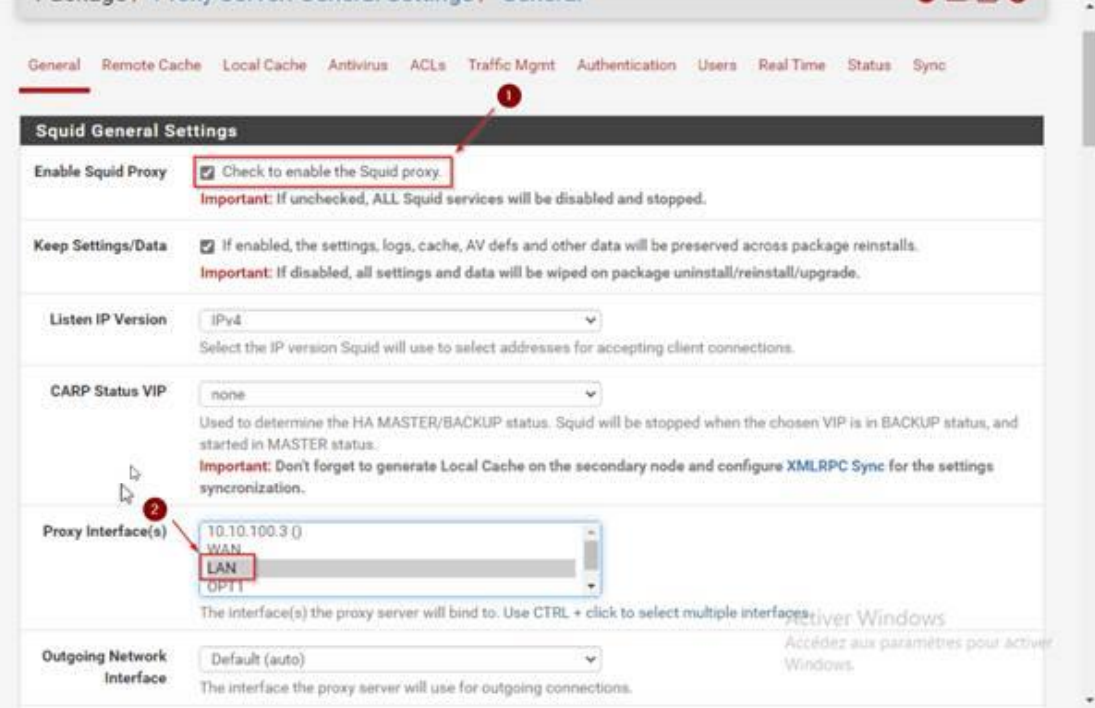 General Remote Cache Local Cache Antivirus ACLs Traffic Mgmt Authentication Users Real Time Status Sync
1
Squid General Settings
Enable Squid Proxy Check to enable the Squid proxy.
Important: If unchecked, ALL Squid services will be disabled and stopped.
Keep Settings/Data If enabled, the settings, logs, cache, AV defs and other data will be preserved across package reinstalls.
Important: If disabled, all settings and data will be wiped on package uninstall/reinstall/upgrade.
Listen IP Version IPv4
Select the IP version Squid will use to select addresses for accepting client connections.
CARP Status VIP none
Used to determine the HA MASTER/BACKUP status. Squid will be stopped when the chosen VIP is in BACKUP status, and
started in MASTER status.
Important: Don't forget to generate Local Cache on the secondary node and configure XMLRPC Sync for the settings
syncronization.
2
Proxy Interface(s) 10.10.100.3 ()
WAN
LAN
OPT1
The interface(s) the proxy server will bind to. Use CTRL + click to select multiple interfaces.
Activer Windows
Accédez aux paramètres pour activer
Windows.
Outgoing Network
Interface
Default (auto)
The interface the proxy server will use for outgoing connections.